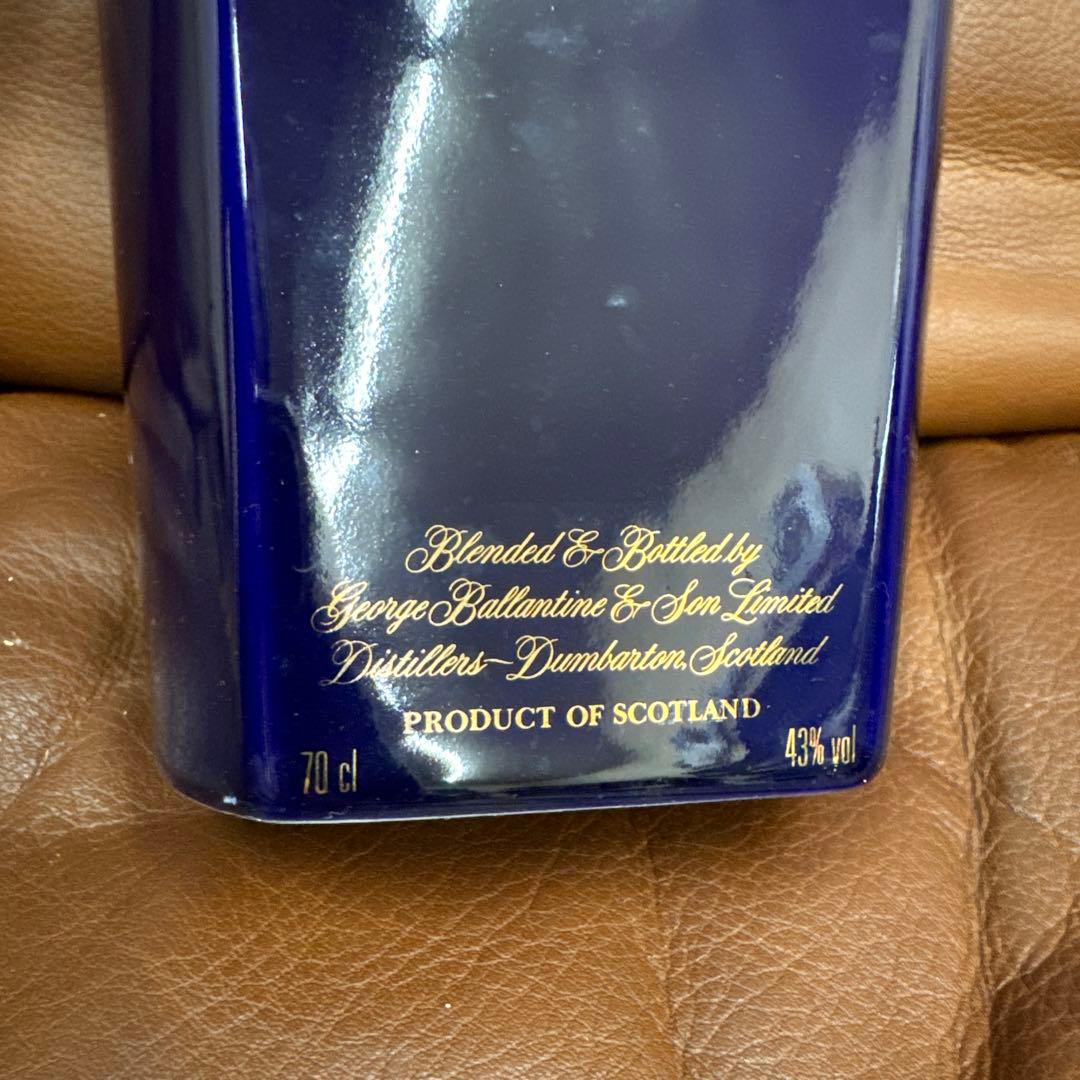 Blended & Bottled by
George Ballantine & Son Limited
Distillers~Dumbarton, Scotland
PRODUCT OF SCOTLAND
70 cl
43% vol